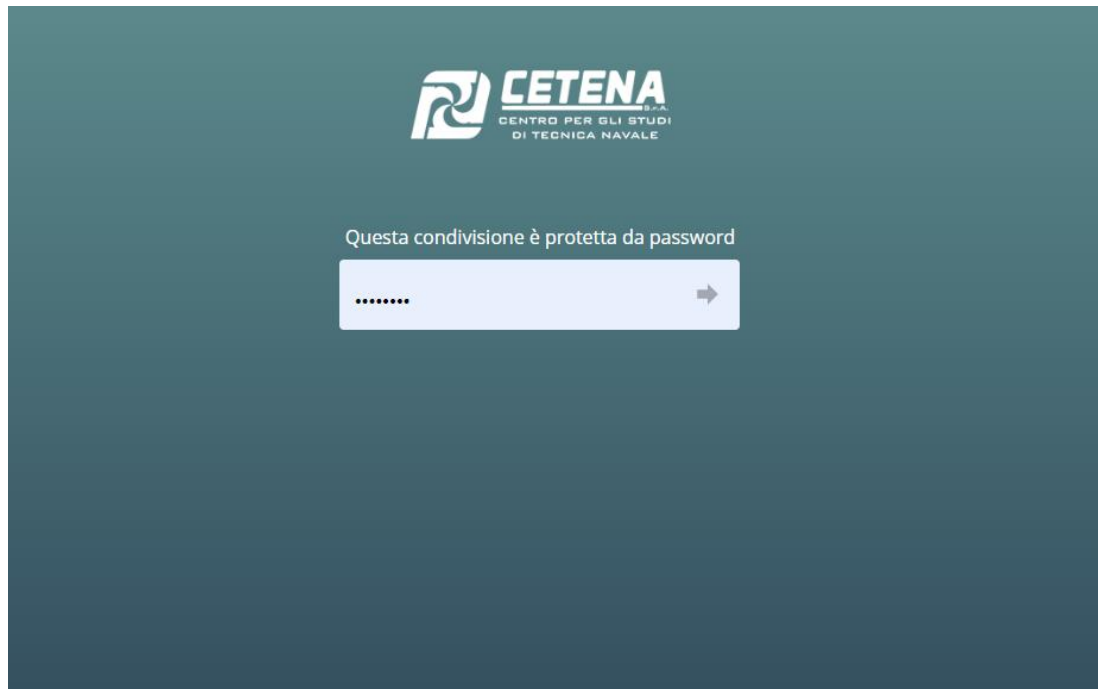 CETENA
S.p.A.
CENTRO PER GLI STUDI
DI TECNICA NAVALE
Questa condivisione è protetta da password
••••••••